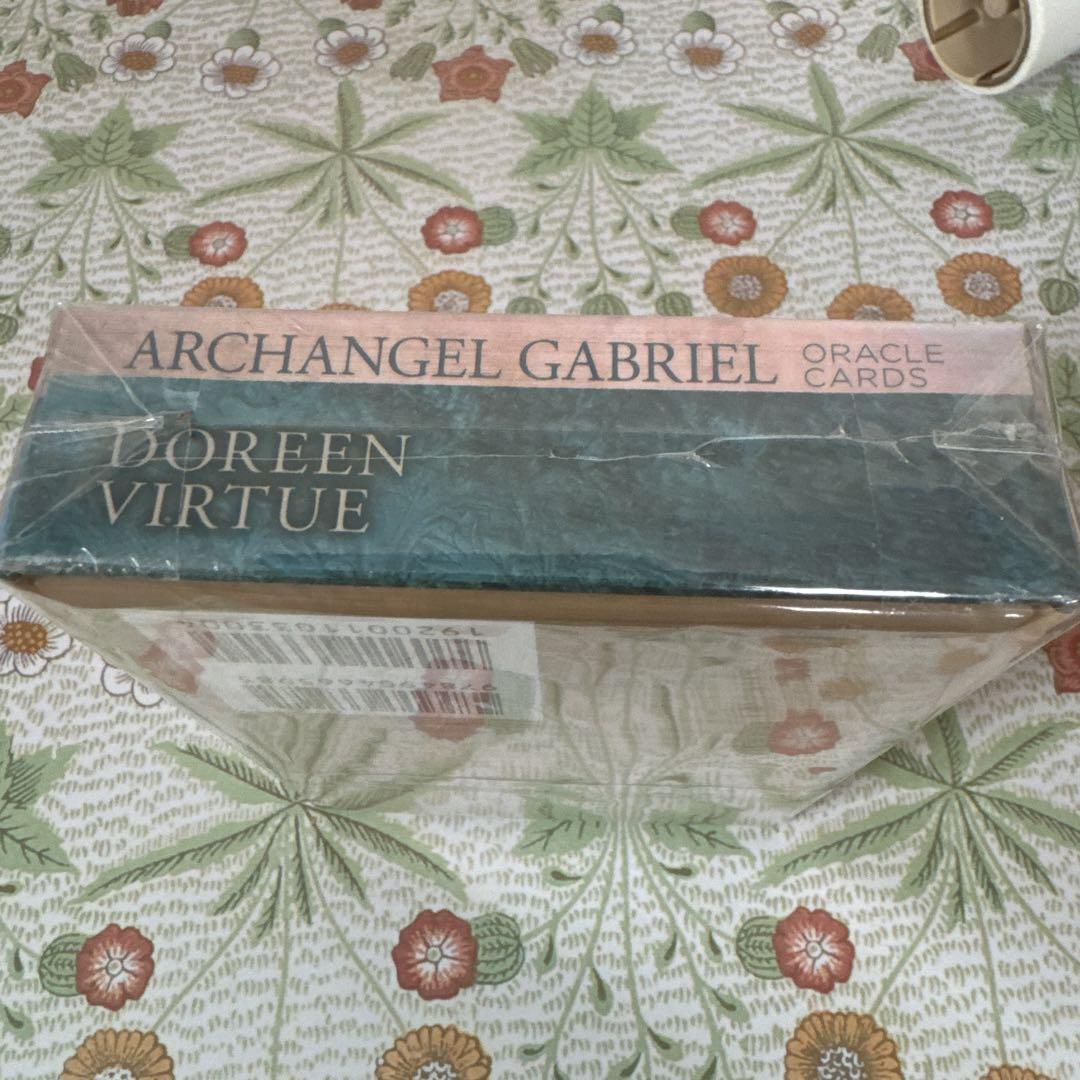 ARCHANGEL GABRIEL ORACLE
CARDS
DOREEN
VIRTUE